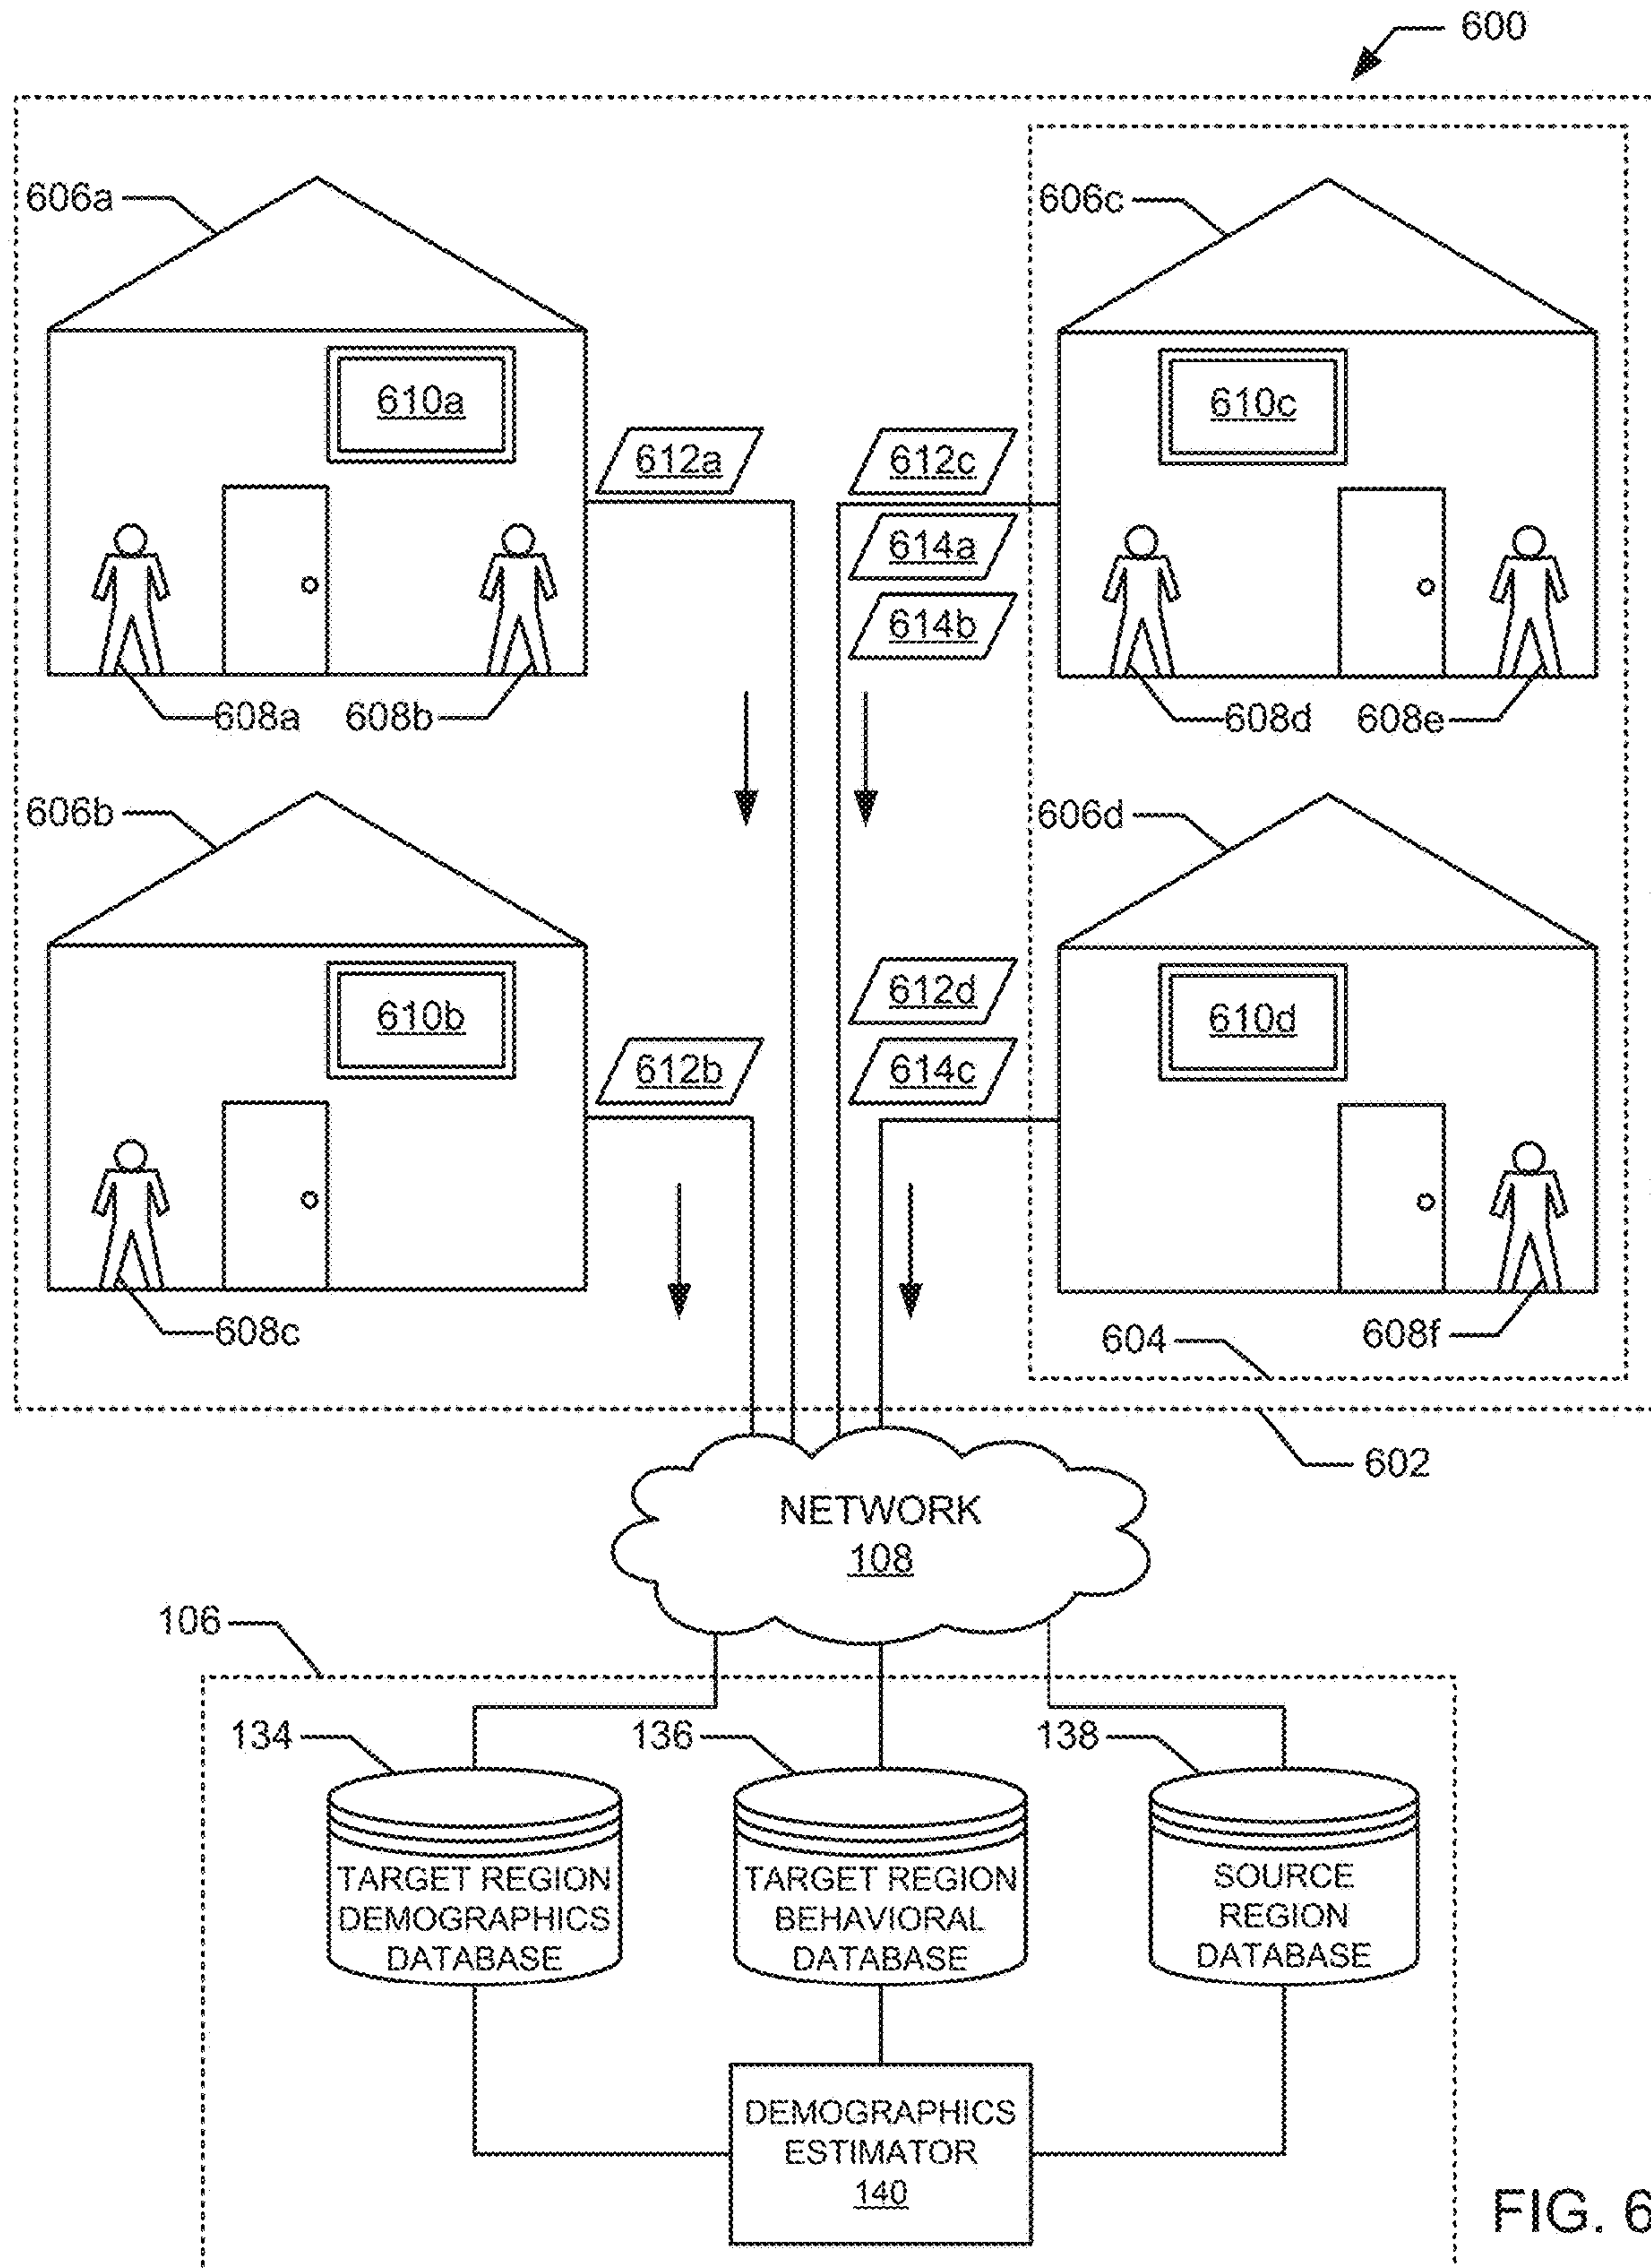 600
606a
606c
610a
610c
612a
612c
614a
614b
608a
608b
608d
608e
606b
606d
610b
610d
612d
612b
614c
608c
604
608f
602
NETWORK
108
106
134
136
138
TARGET REGION
DEMOGRAPHICS
DATABASE
TARGET REGION
BEHAVIORAL
DATABASE
SOURCE
REGION
DATABASE
DEMOGRAPHICS
ESTIMATOR
140
FIG. 6